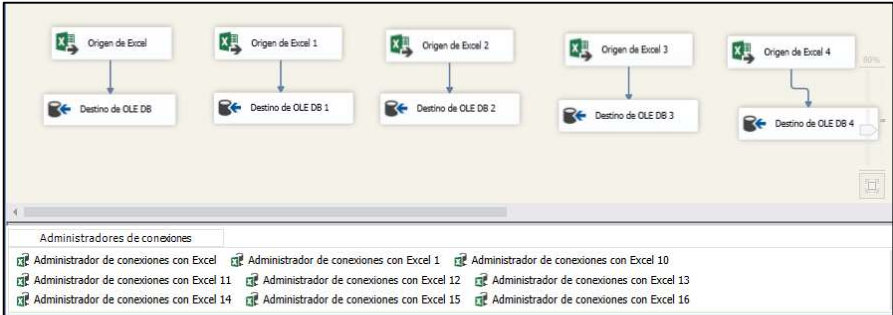 Origen de Excel
Origen de Excel 1
Origen de Excel 2
Origen de Excel 3
Origen de Excel 4
80%
Destino de OLE DB
Destino de OLE DB 1
Destino de OLE DB 2
Destino de OLE DB 3
Destino de OLE DB 4
Administradores de conexiones
Administrador de conexiones con Excel Administrador de conexiones con Excel 1 Administrador de conexiones con Excel 10
Administrador de conexiones con Excel 11 Administrador de conexiones con Excel 12 Administrador de conexiones con Excel 13
Administrador de conexiones con Excel 14 Administrador de conexiones con Excel 15 Administrador de conexiones con Excel 16